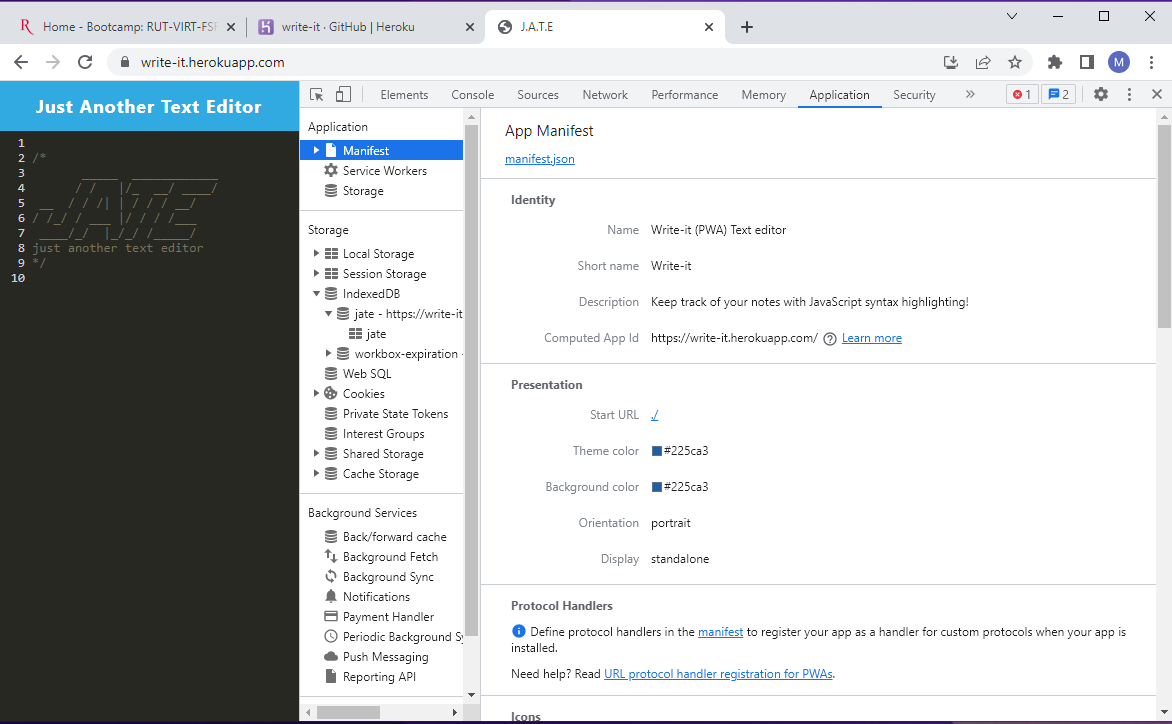 Home - Bootcamp: RUT-VIRT-FSF
write-it · GitHub | Heroku
J.A.T.E
write-it.herokuapp.com
M
Just Another Text Editor
Elements Console Sources Network Performance Memory Application Security » 1 2
1
2 /*
3
4
5
6
7
8 just another text editor
9 */
10
Application
Manifest
Service Workers
Storage
Storage
Local Storage
Session Storage
IndexedDB
jate - https://write-it
jate
workbox-expiration -
Web SQL
Cookies
Private State Tokens
Interest Groups
Shared Storage
Cache Storage
Background Services
Back/forward cache
Background Fetch
Background Sync
Notifications
Payment Handler
Periodic Background Sy
Push Messaging
Reporting API
App Manifest
manifest.json
Identity
Name Write-it (PWA) Text editor
Short name Write-it
Description Keep track of your notes with JavaScript syntax highlighting!
Computed App Id https://write-it.herokuapp.com/ ? Learn more
Presentation
Start URL ./
Theme color #225ca3
Background color #225ca3
Orientation portrait
Display standalone
Protocol Handlers
Define protocol handlers in the manifest to register your app as a handler for custom protocols when your app is
installed.
Need help? Read URL protocol handler registration for PWAs.
Icons